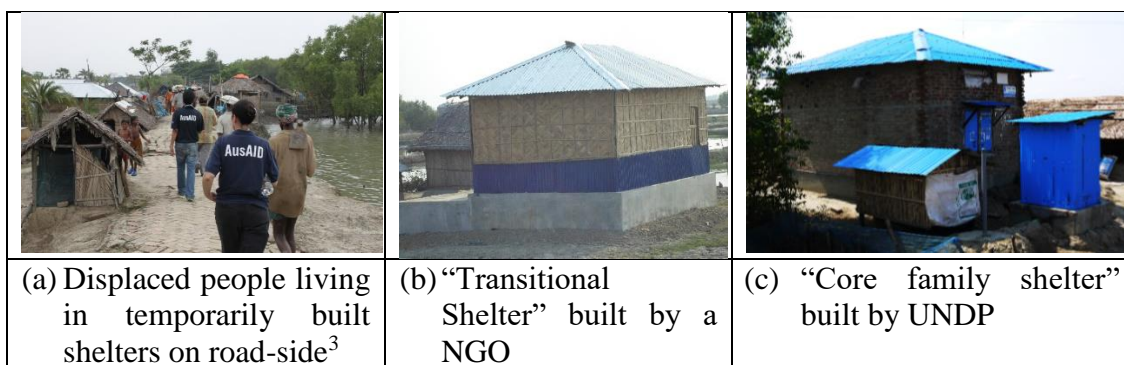 AusAID
AusAID
(a) Displaced people living
in temporarily built
shelters on road-side3
(b) “Transitional
Shelter” built by a
NGO
(c) “Core family shelter”
built by UNDP